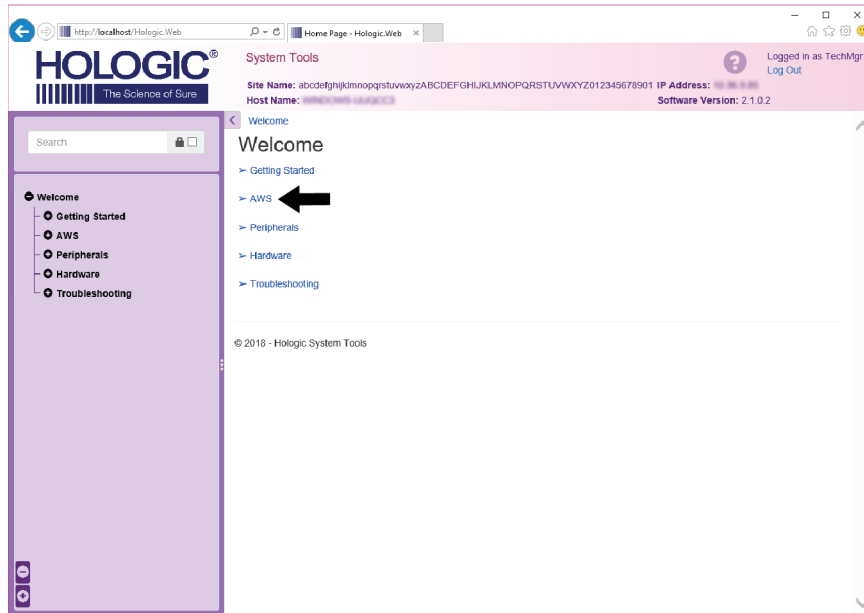 http://localhost/Hologic.Web
Home Page - Hologic.Web
HOLOGIC®
The Science of Sure
System Tools
Logged in as TechMgr
Log Out
Site Name: abcdefghijklmnopqrstuvwxyzABCDEFGHIJKLMNOPQRSTUVWXYZ012345678901 IP Address:
Host Name:
Software Version: 2.1.0.2
Search
Welcome
Getting Started
AWS
Peripherals
Hardware
Troubleshooting
Welcome
Welcome
➢ Getting Started
➢ AWS
➢ Peripherals
➢ Hardware
➢ Troubleshooting
© 2018 - Hologic System Tools